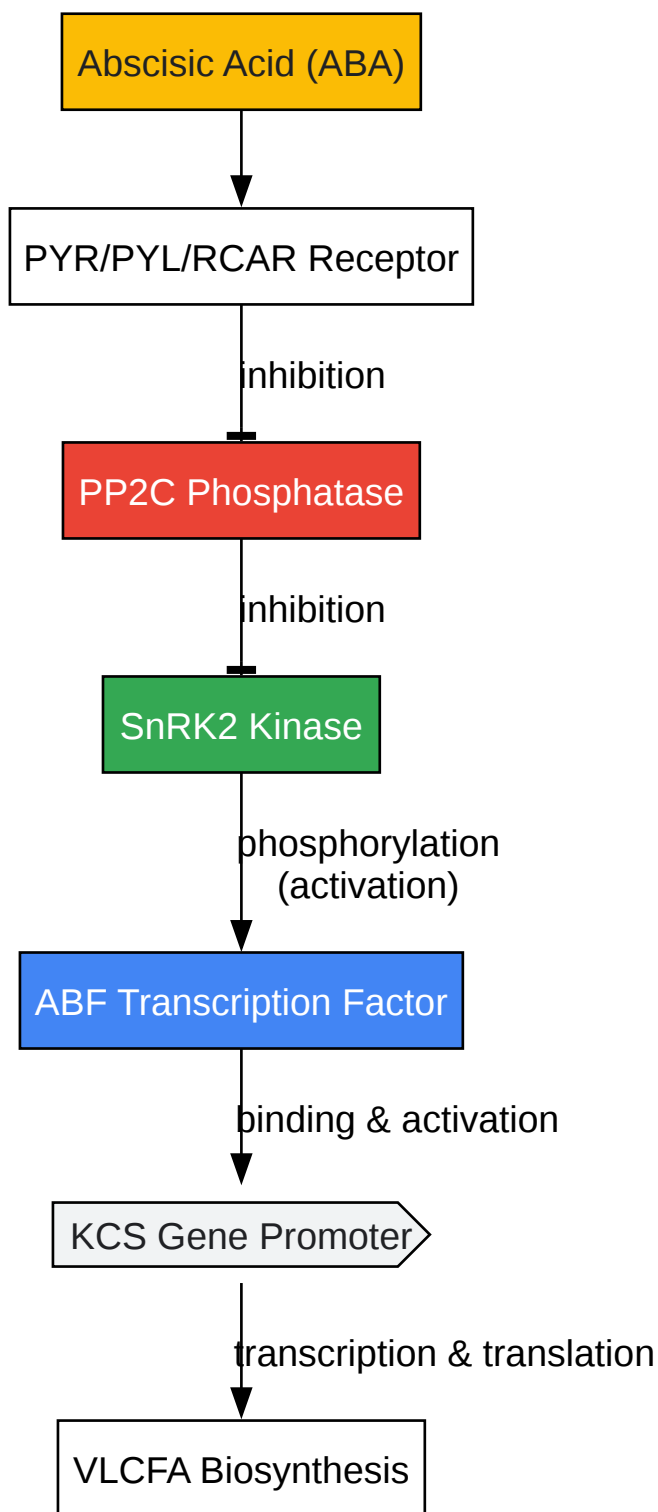 Abscisic Acid (ABA)
PYR/PYL/RCAR Receptor
inhibition
PP2C Phosphatase
inhibition
SnRK2 Kinase
phosphorylation
(activation)
ABF Transcription Factor
binding & activation
KCS Gene Promoter
transcription & translation
VLCFA Biosynthesis